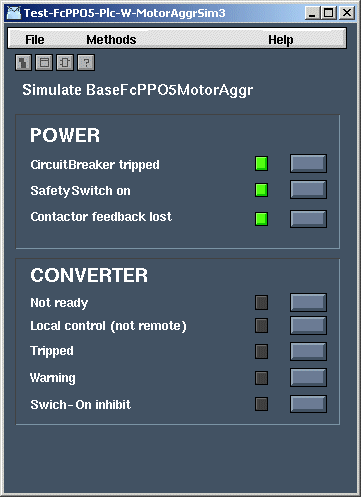 Test-FcPPO5-Plc-W-MotorAggrSim3
File Methods Help
?
Simulate BaseFcPPO5MotorAggr
POWER
CircuitBreaker tripped
SafetySwitch on
Contactor feedback lost
CONVERTER
Not ready
Local control (not remote)
Tripped
Warning
Swich-On inhibit